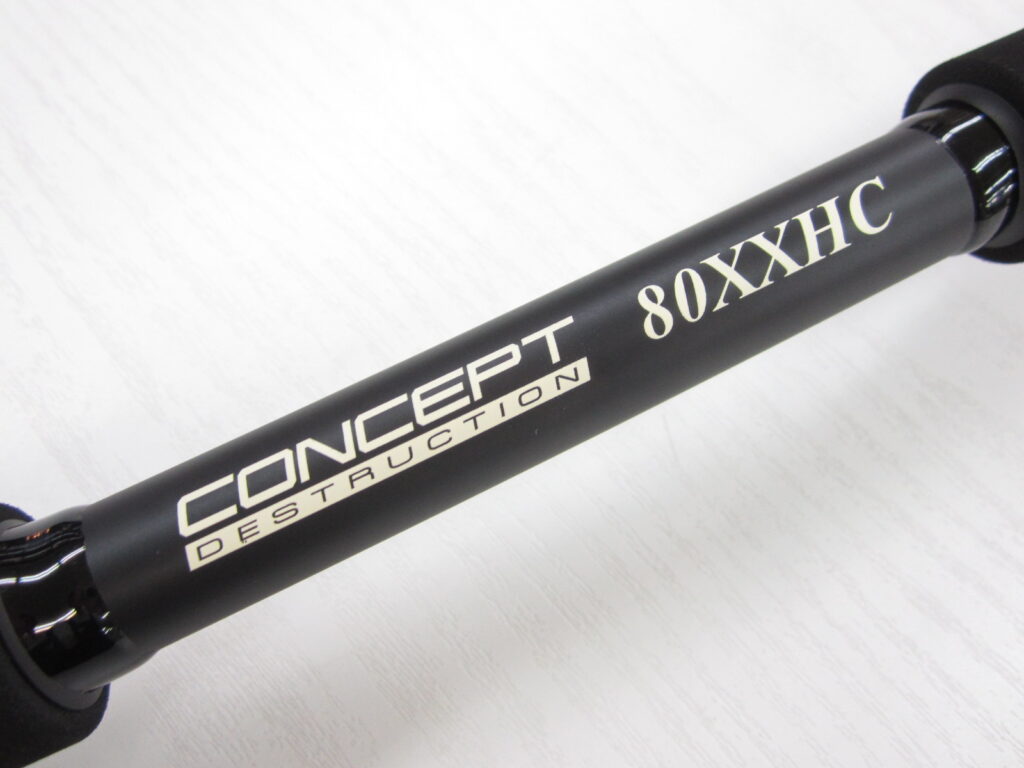 CONCEPT
DESTRUCTION
80XXHC